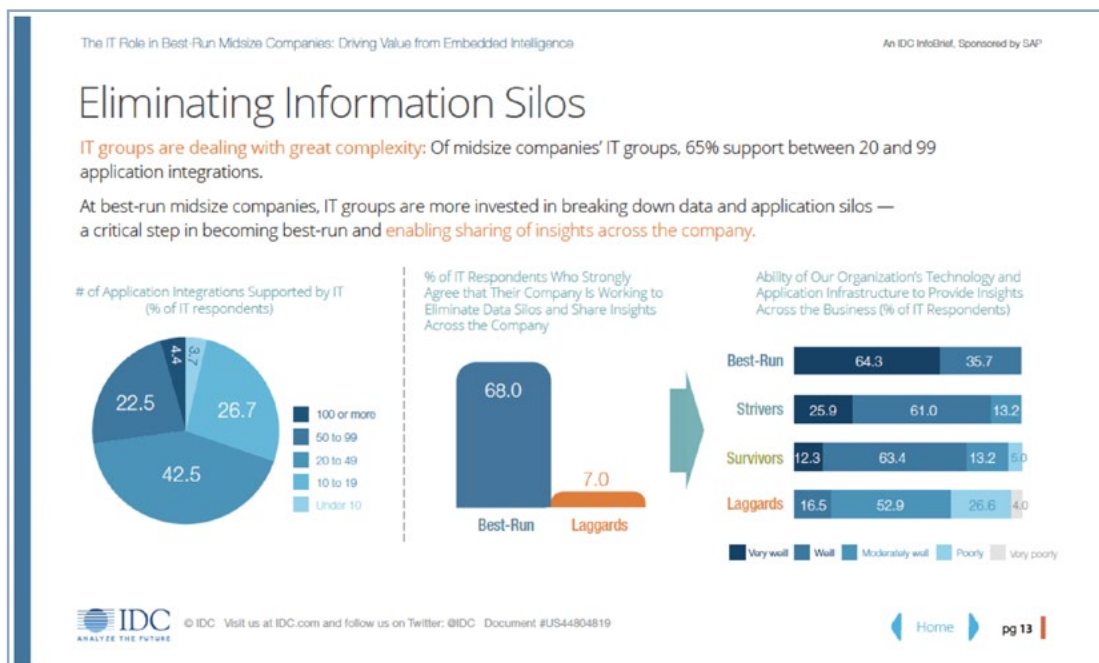 The IT Role in Best-Run Midsize Companies: Driving Value from Embedded Intelligence
An IDC InfoBrief, Sponsored by SAP
Eliminating Information Silos
IT groups are dealing with great complexity: Of midsize companies' IT groups, 65% support between 20 and 99
application integrations.
At best-run midsize companies, IT groups are more invested in breaking down data and application silos —
a critical step in becoming best-run and enabling sharing of insights across the company.
# of Application Integrations Supported by IT
(% of IT respondents)
4.4
3.7
22.5
26.7
42.5
100 or more
50 to 99
20 to 49
10 to 19
Under 10
% of IT Respondents Who Strongly
Agree that Their Company Is Working to
Eliminate Data Silos and Share Insights
Across the Company
68.0
7.0
Best-Run
Laggards
Ability of Our Organization's Technology and
Application Infrastructure to Provide Insights
Across the Business (% of IT Respondents)
Best-Run 64.3 35.7
Strivers 25.9 61.0 13.2
Survivors 12.3 63.4 13.2 5.0
Laggards 16.5 52.9 26.6 4.0
Very well Well Moderately well Poorly Very poorly
IDC
ANALYZE THE FUTURE
© IDC Visit us at IDC.com and follow us on Twitter: @IDC Document #US44804819
Home
pg 13